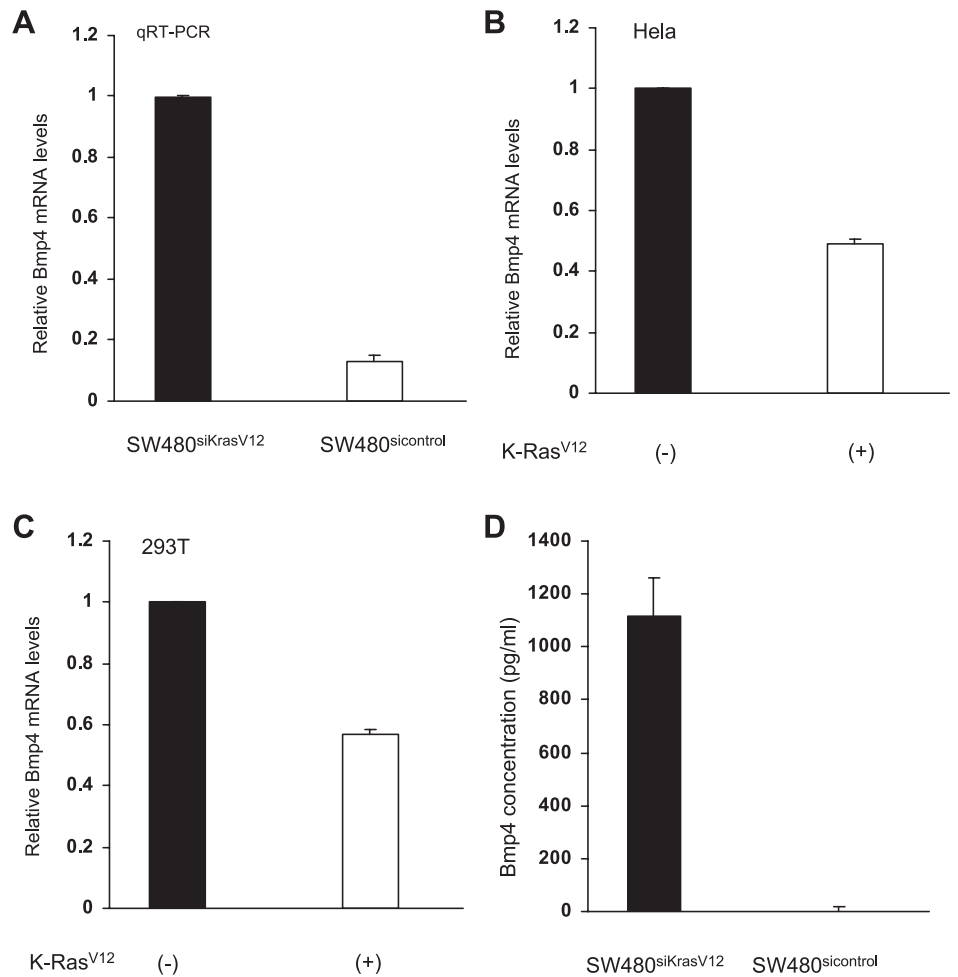 A
qRT-PCR
Relative Bmp4 mRNA levels
1.2
1
0.8
0.6
0.4
0.2
0
SW480siKrasV12 SW480sicontrol
B
Hela
Relative Bmp4 mRNA levels
1.2
1
0.8
0.6
0.4
0.2
0
K-RasV12 (-) (+)
C
293T
Relative Bmp4 mRNA levels
1.2
1
0.8
0.6
0.4
0.2
0
K-RasV12 (-) (+)
D
Bmp4 concentration (pg/ml)
1400
1200
1000
800
600
400
200
0
SW480siKrasV12 SW480sicontrol